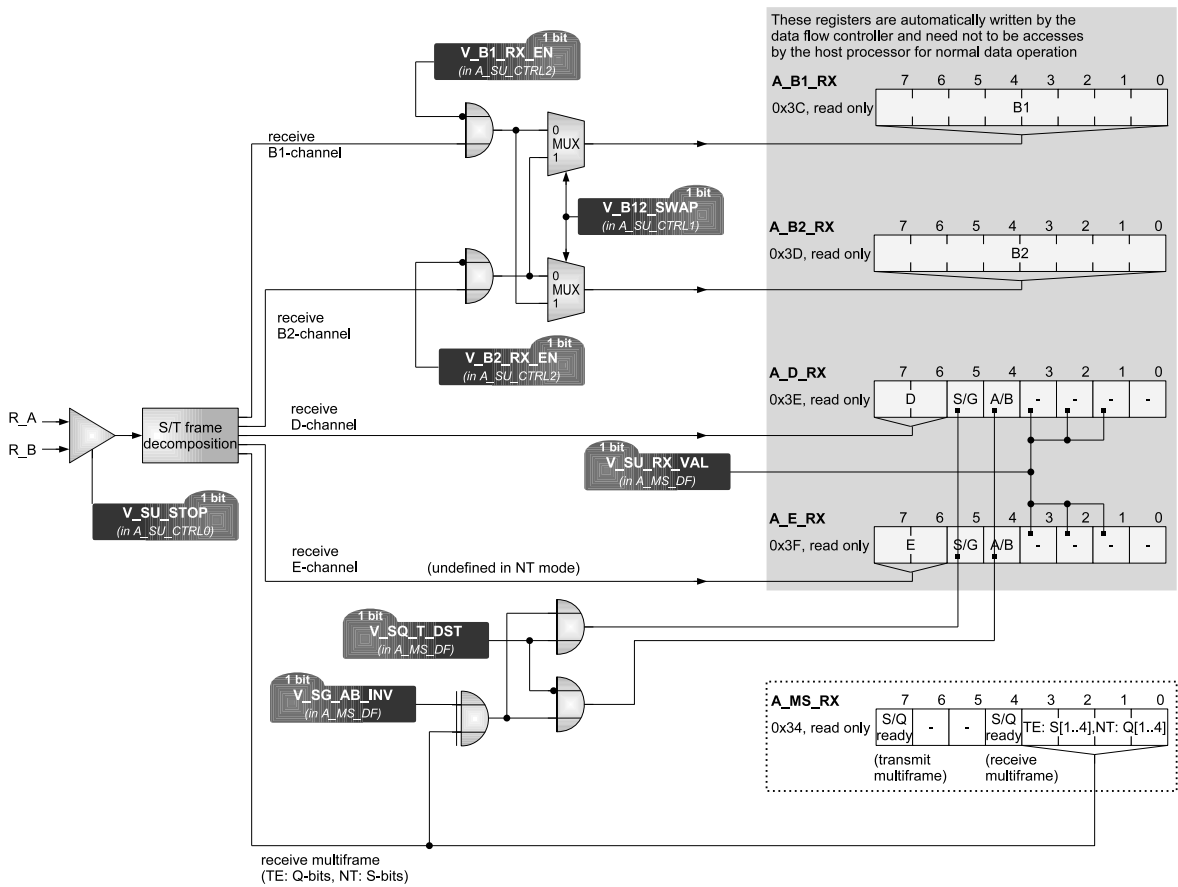 These registers are automatically written by the
data flow controller and need not to be accesses
by the host processor for normal data operation
1 bit
V_B1_RX_EN
(in A_SU_CTRL2)
A_B1_RX
7 6 5 4 3 2 1 0
0x3C, read only
B1
receive
B1-channel
0
MUX
1
1 bit
V_B12_SWAP
(in A_SU_CTRL1)
A_B2_RX
7 6 5 4 3 2 1 0
0x3D, read only
B2
0
MUX
1
receive
B2-channel
1 bit
V_B2_RX_EN
(in A_SU_CTRL2)
A_D_RX
7 6 5 4 3 2 1 0
0x3E, read only
D S/G A/B - - - -
R_A
R_B
S/T frame
decomposition
receive
D-channel
1 bit
V_SU_RX_VAL
(in A_MS_DF)
1 bit
V_SU_STOP
(in A_SU_CTRL0)
A_E_RX
7 6 5 4 3 2 1 0
0x3F, read only
E S/G A/B - - - -
receive
E-channel
(undefined in NT mode)
1 bit
V_SQ_T_DST
(in A_MS_DF)
1 bit
V_SG_AB_INV
(in A_MS_DF)
A_MS_RX
7 6 5 4 3 2 1 0
0x34, read only
S/Q
ready
- -
S/Q
ready
TE: S[1..4],NT: Q[1..4]
(transmit
multiframe)
(receive
multiframe)
receive multiframe
(TE: Q-bits, NT: S-bits)